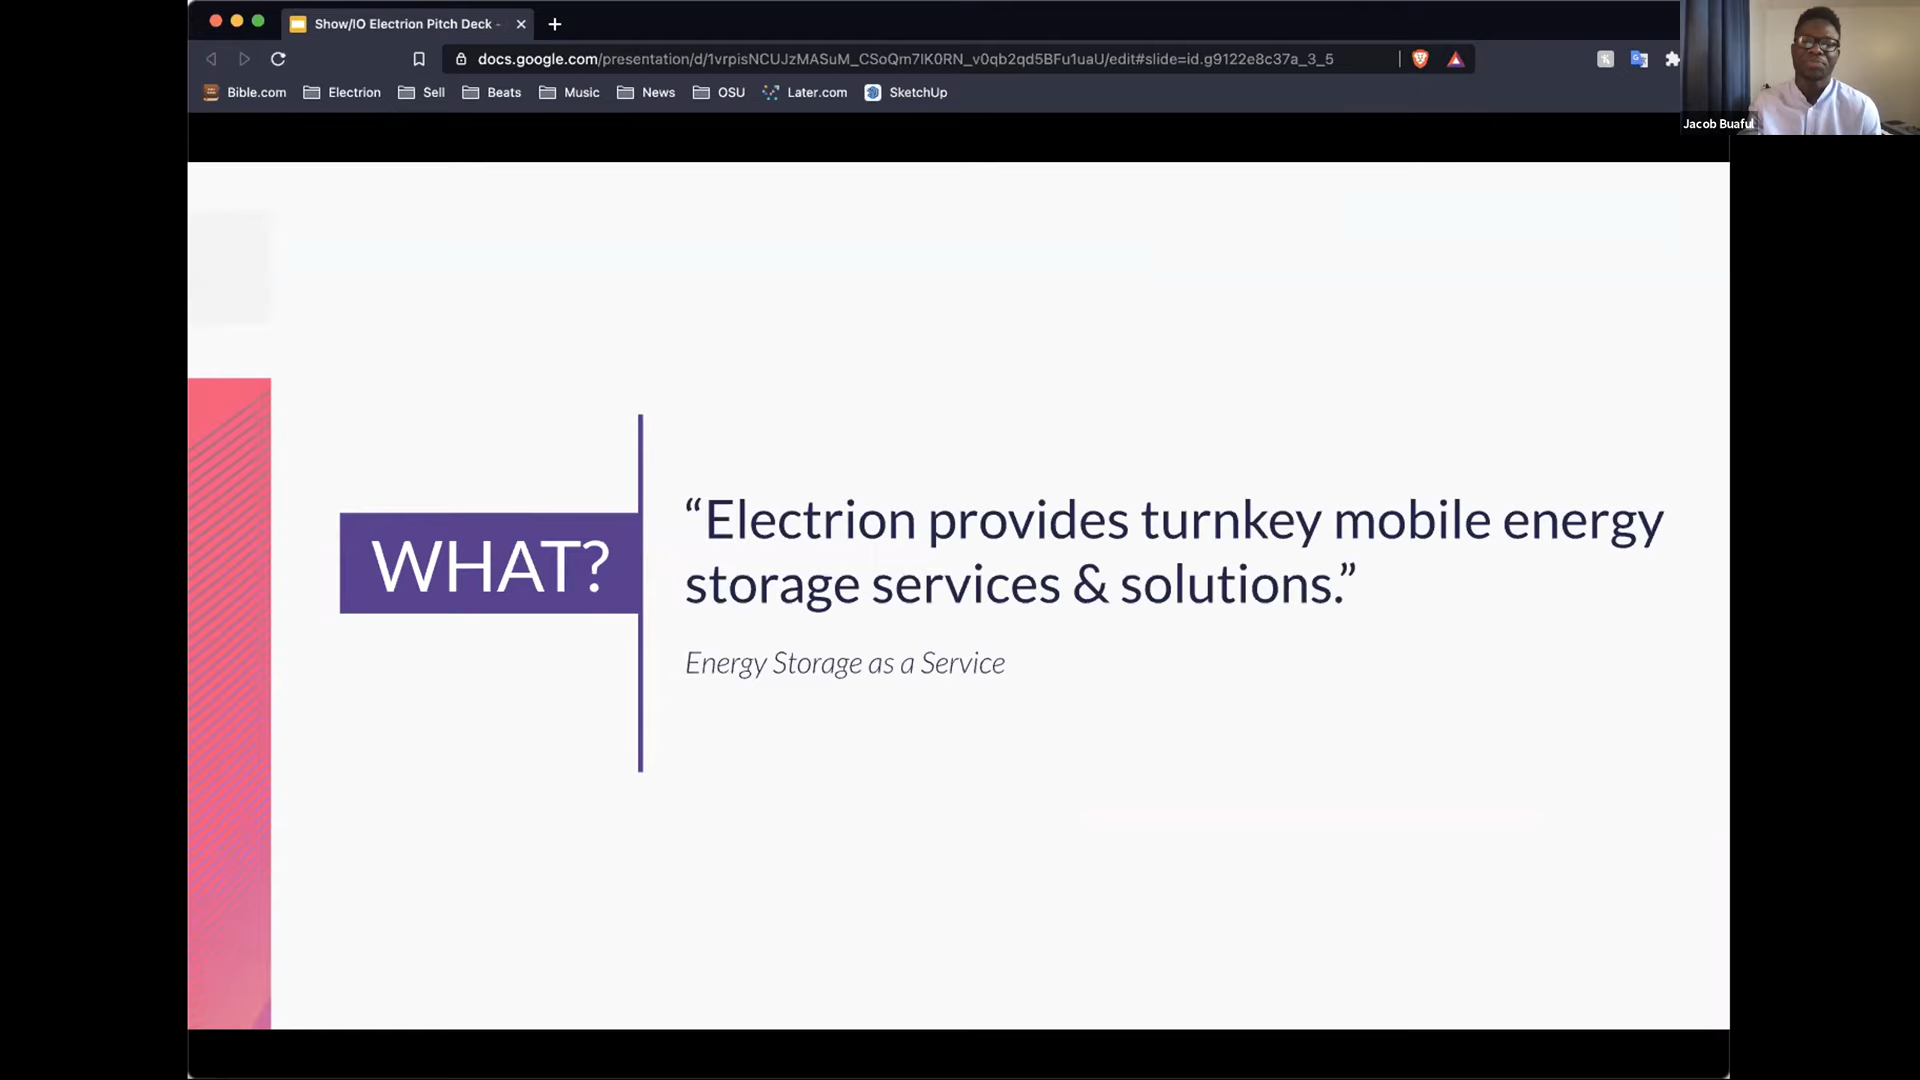 Show/IO Electrion Pitch Deck -
docs.google.com/presentation/d/1vrpisNCUJzMASuM_CSoQm7lK0RN_v0qb2qd5BFu1uaU/edit#slide=id.g9122e8c37a_3_5
Bible.com Electrion Sell Beats Music News OSU Later.com SketchUp
Jacob Buaful
WHAT?
“Electrion provides turnkey mobile energy
storage services & solutions.”
Energy Storage as a Service